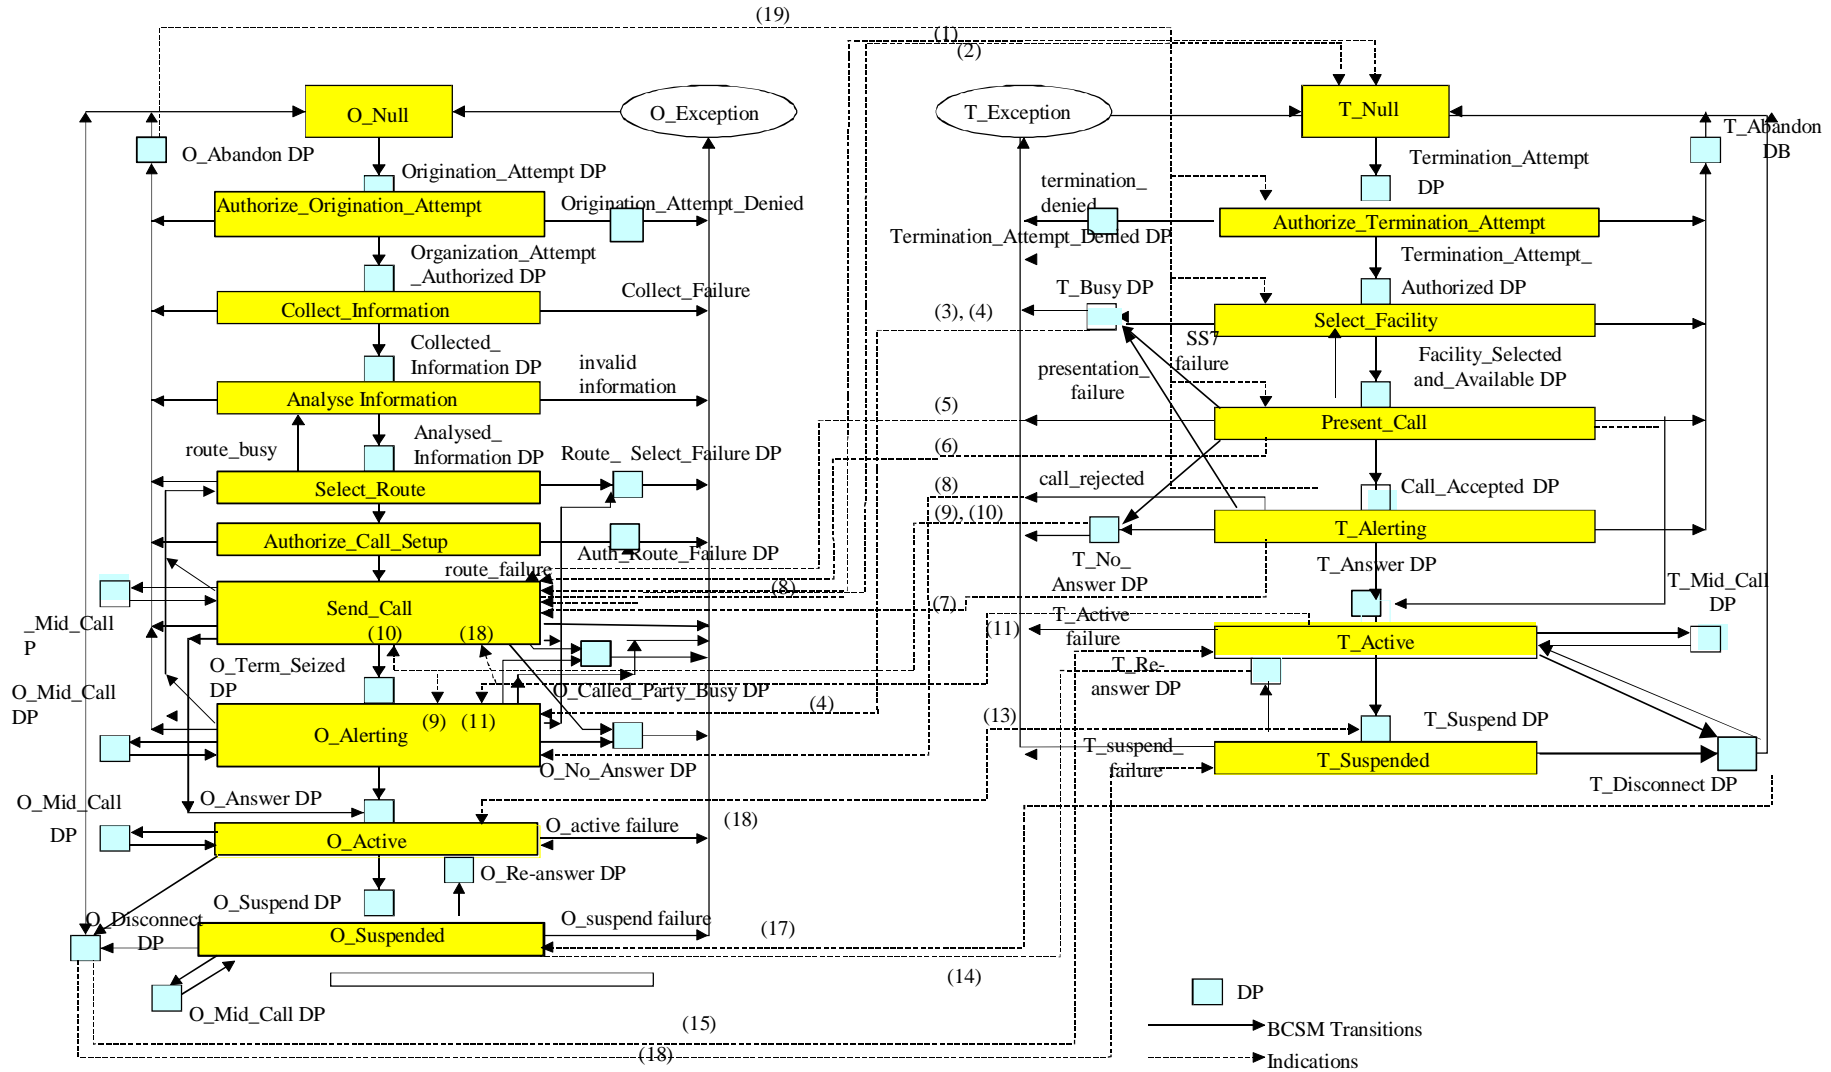 (19)
(1)
(2)
O_Null
O_Exception
T_Exception
T_Null
O_Abandon DP
T_Abandon
DB
Origination_Attempt DP
Termination_Attempt
DP
Authorize_Origination_Attempt
Origination_Attempt_Denied
termination_
denied
Authorize_Termination_Attempt
Termination_Attempt_Denied DP
Organization_Attempt
_Authorized DP
Termination_Attempt_
Authorized DP
Collect_Information
Collect_Failure
T_Busy DP
(3), (4)
Select_Facility
SS7
failure
Collected_
Information DP
invalid
information
presentation_
failure
Facility_Selected
and_Available DP
Analyse Information
(5)
Present_Call
route_busy
Analysed_
Information DP
Route_ Select_Failure DP
(6)
Select_Route
(8)
call_rejected
Call_Accepted DP
(9), (10)
T_Alerting
Authorize_Call_Setup
Auth_Route_Failure DP
T_No_
Answer DP
T_Answer DP
route_failure
(8)
T_Mid_Call
DP
Send_Call
(7)
_Mid_Call
P
(10)
(18)
(11)
T_Active
failure
T_Active
O_Term_Seized
DP
T_Re-
answer DP
O_Mid_Call
DP
O_Called_Party_Busy DP
(4)
(9)
(11)
(13)
T_Suspend DP
O_Alerting
T_suspend_
failure
T_Suspended
O_No_Answer DP
T_Disconnect DP
O_Mid_Call
DP
O_Answer DP
(18)
O_active failure
O_Active
O_Re-answer DP
O_Suspend DP
O_Disconnect
DP
O_suspend failure
(17)
O_Suspended
(14)
O_Mid_Call DP
DP
(15)
BCSM Transitions
(18)
Indications